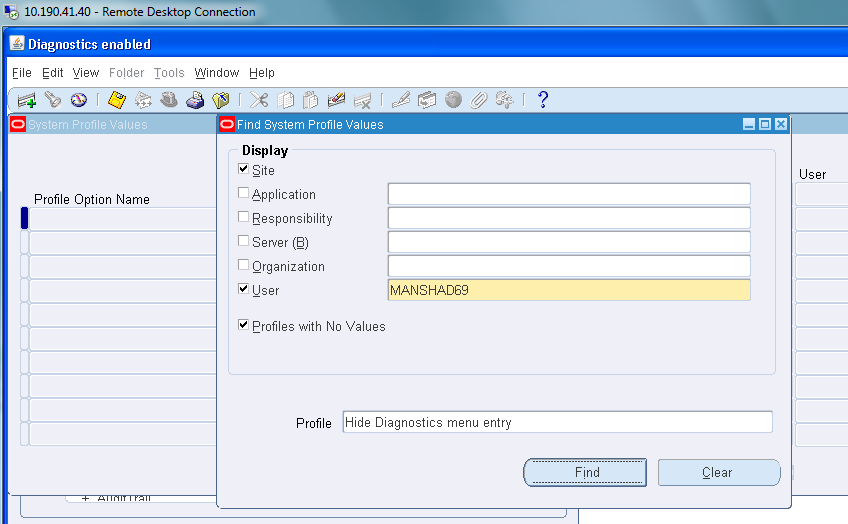 10.190.41.40 - Remote Desktop Connection
Diagnostics enabled
File Edit View Folder Tools Window Help
System Profile Values
Find System Profile Values
Display
Site
Application
Responsibility
Server (B)
Organization
User MANSHAD69
Profiles with No Values
Profile Hide Diagnostics menu entry
Find Clear
Profile Option Name
User
+ AuditTrail